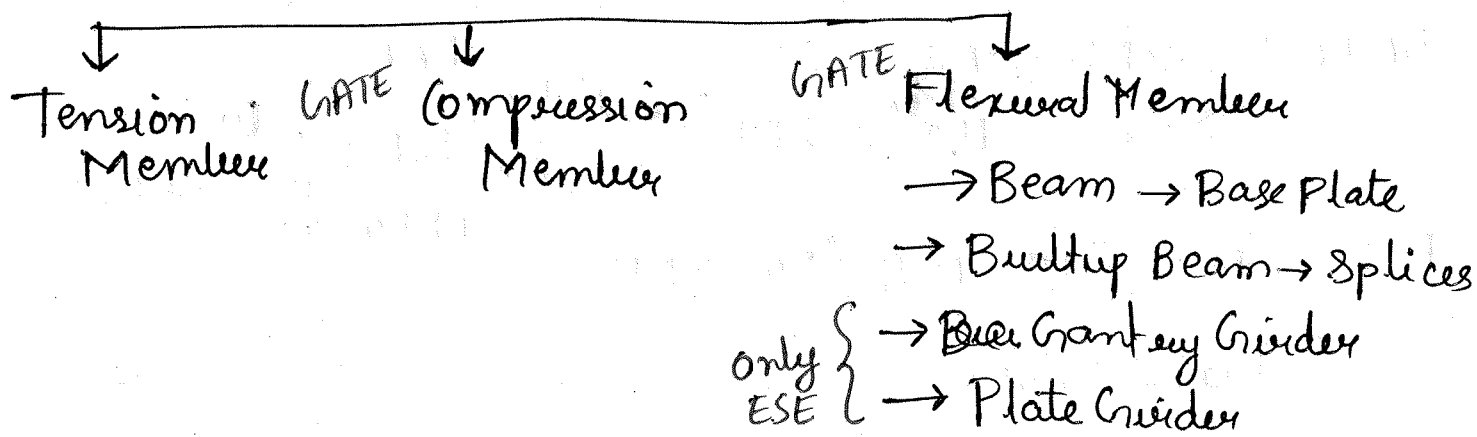 Tension Member
GATE
Compression Member
GATE
Flexural Member
→ Beam → Base Plate
→ Builtup Beam → Splices
only ESE { → Gantry Girder
→ Plate Girder